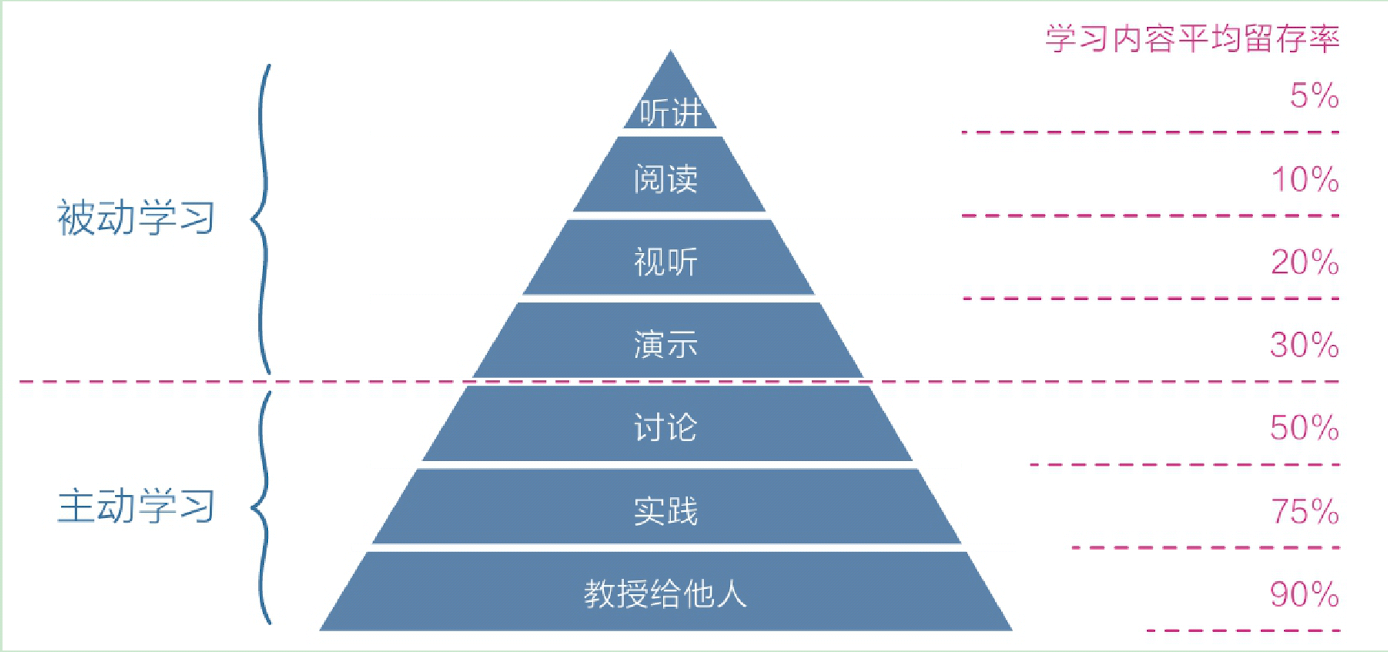 学习内容平均留存率
听讲
5%
阅读
10%
被动学习
视听
20%
演示
30%
讨论
50%
主动学习
实践
75%
教授给他人
90%